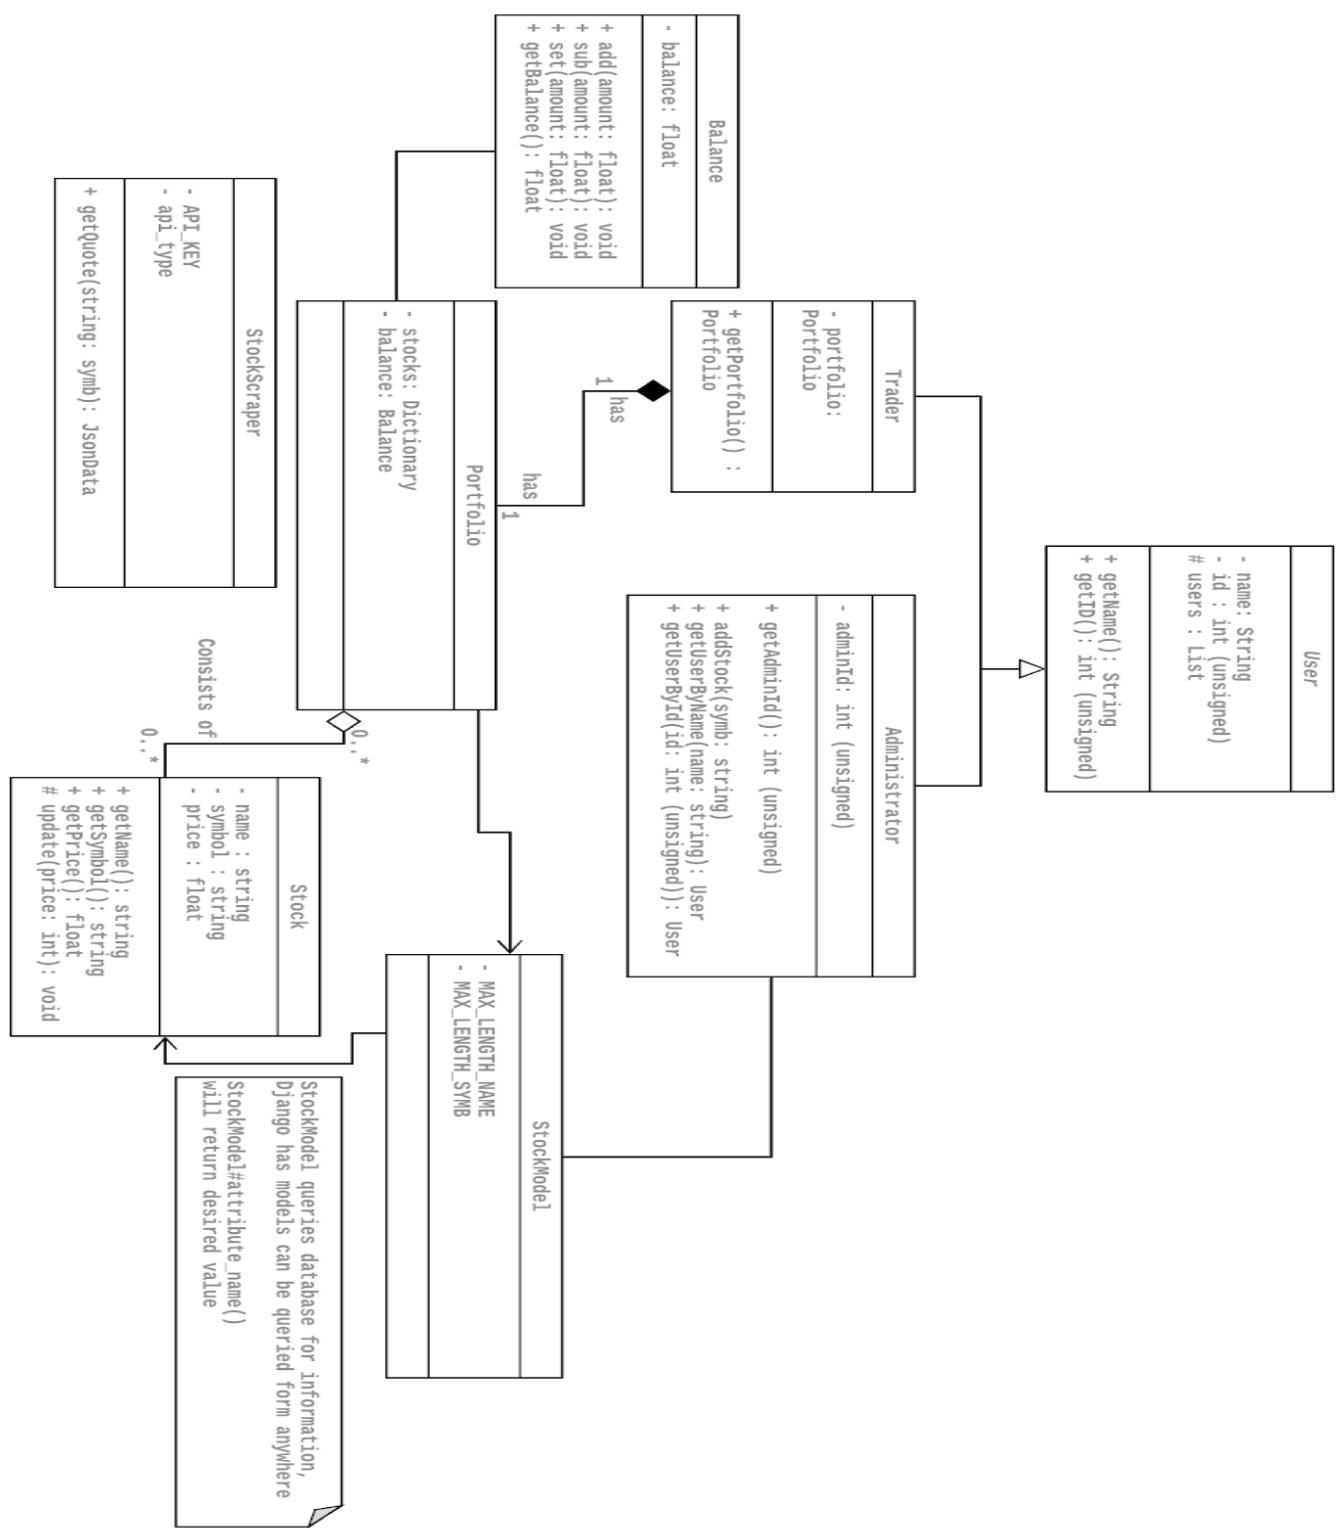 User
- name: String
- id : int (unsigned)
# users : List
+ getName(): String
+ getID(): int (unsigned)
Balance
- balance: float
+ add(amount: float): void
+ sub(amount: float): void
+ set(amount: float): void
+ getBalance(): float
Trader
- portfolio:
Portfolio
+ getPortfolio() :
Portfolio
Administrator
- adminId: int (unsigned)
+ getAdminId(): int (unsigned)
+ addStock(symb: string)
+ getUserByName(name: string): User
+ getUserById(id: int (unsigned)): User
has
1
has
1
Portfolio
- stocks: Dictionary
- balance: Balance
StockModel
- MAX_LENGTH_NAME
- MAX_LENGTH_SYMB
0..*
Consists of
0..*
StockScraper
- API_KEY
- api_type
+ getQuote(string: symb): JsonData
Stock
- name : string
- symbol : string
- price : float
+ getName(): string
+ getSymbol(): string
+ getPrice(): float
# update(price: int): void
StockModel queries database for information,
Django has models can be queried form anywhere
StockModel#attribute_name()
will return desired value